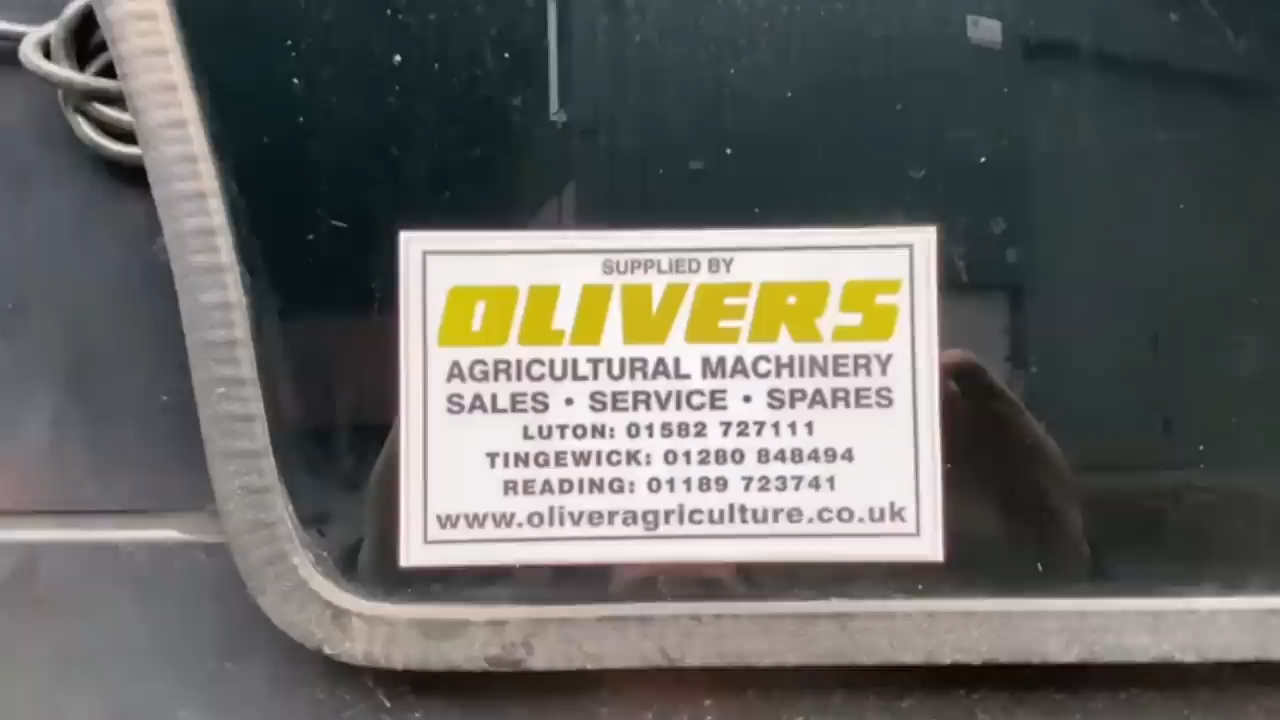 SUPPLIED BY
OLIVERS
AGRICULTURAL MACHINERY
SALES • SERVICE • SPARES
LUTON: 01582 727111
TINGEWICK: 01280 848494
READING: 01189 723741
www.oliveragriculture.co.uk